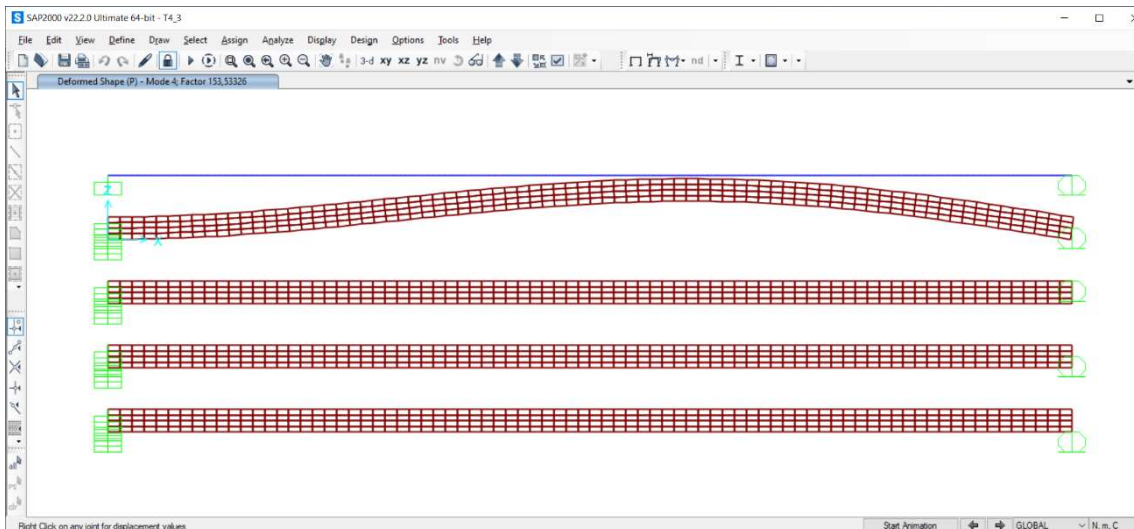 SAP2000 v22.2.0 Ultimate 64-bit - T4_3
File Edit View Define Draw Select Assign Analyze Display Design Options Tools Help
3-d xy xz yz nv nd
Deformed Shape (P) - Mode 4; Factor 153,53326
Z
X
all
Right Click on any joint for displacement values
Start Animation
GLOBAL
N, m, C